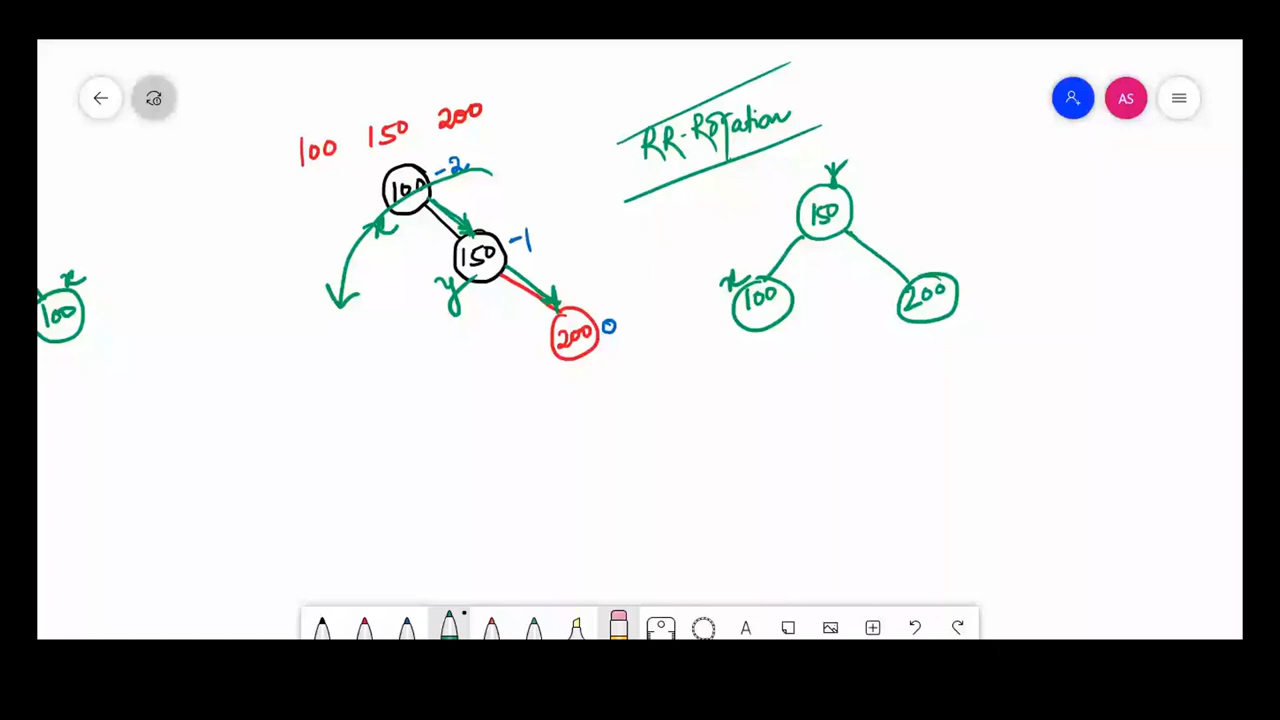 100 150 200
RR-Rotation
100 -2
x
150 -1
y
200 0
y
150
x
100 200
x
100
AS
A